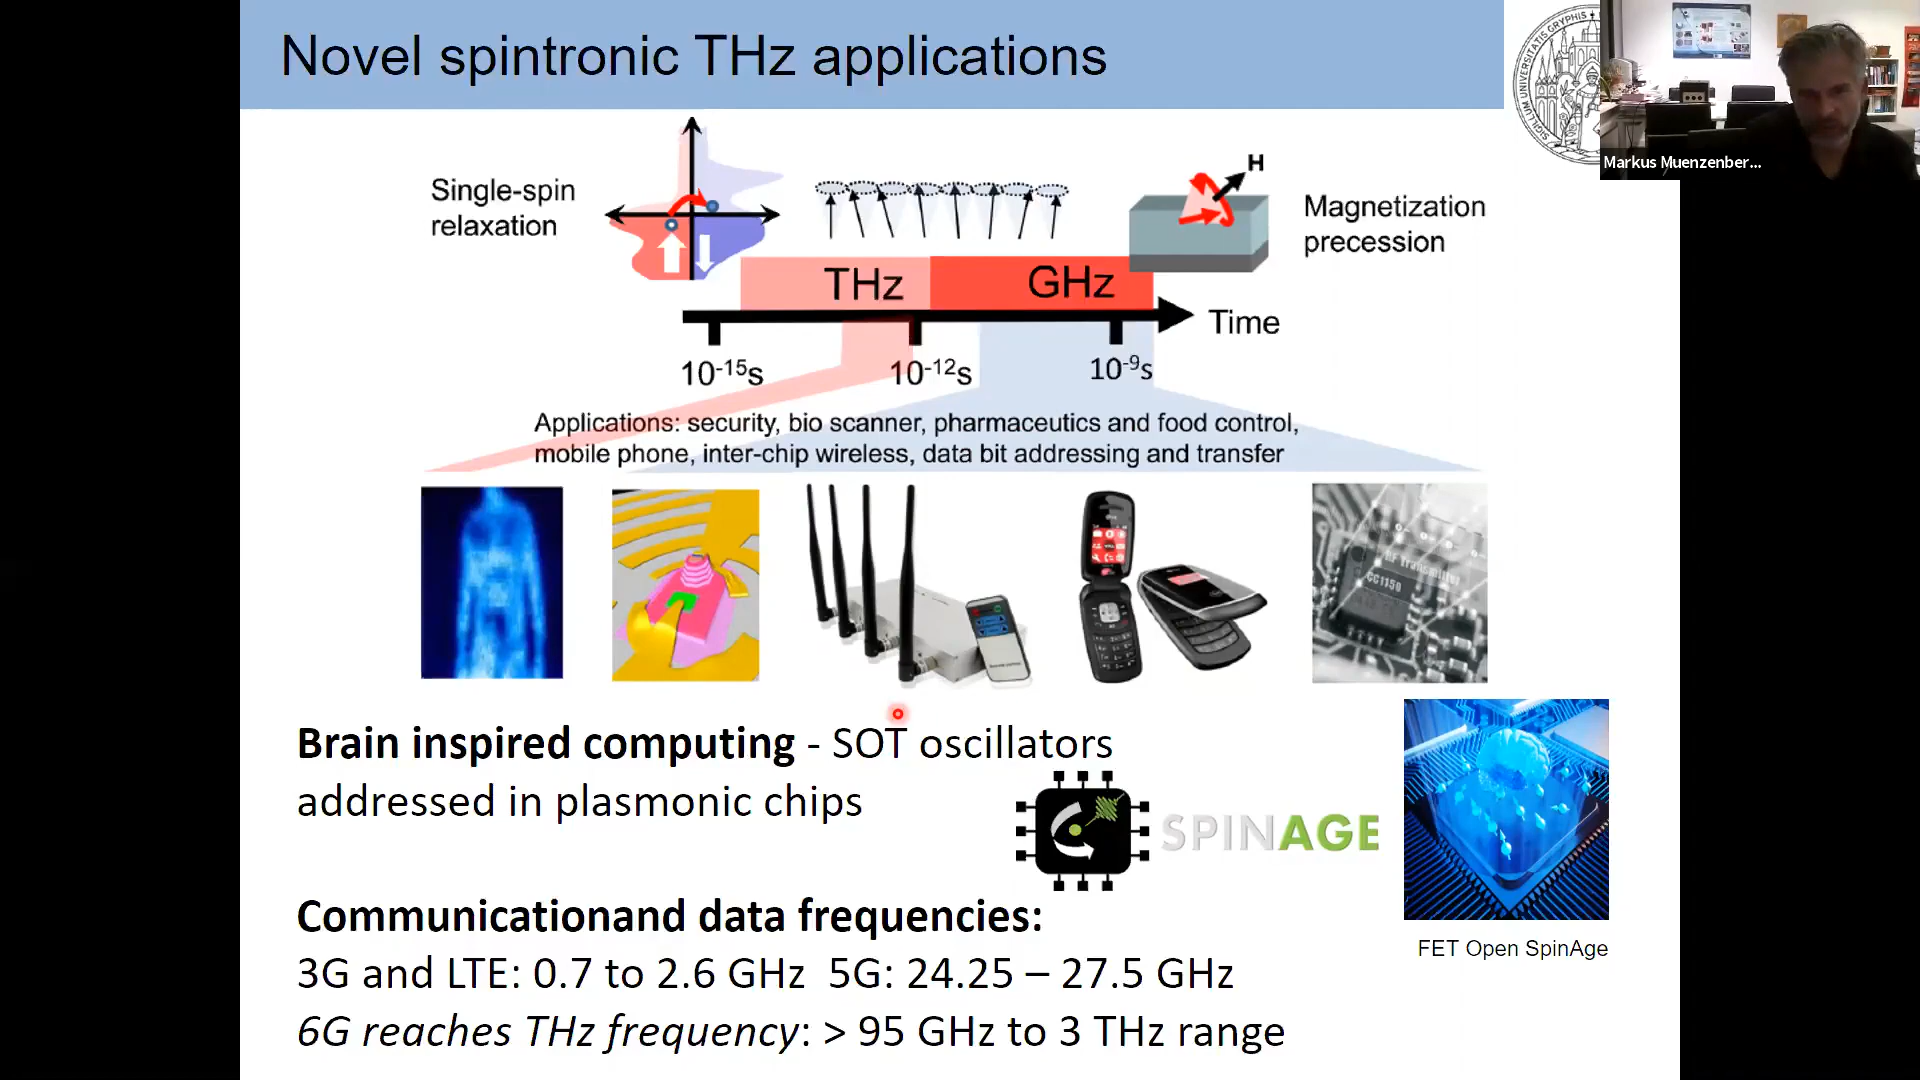 Novel spintronic THz applications
SIGILLUM UNIVERSITATIS GRYPHIS
Markus Muenzenber...
Single-spin
relaxation
H
Magnetization
precession
THz
GHz
Time
10-15s
10-12s
10-9s
Applications: security, bio scanner, pharmaceutics and food control,
mobile phone, inter-chip wireless, data bit addressing and transfer
CC1150
Brain inspired computing - SOT oscillators
addressed in plasmonic chips
SPINAGE
Communicationand data frequencies:
3G and LTE: 0.7 to 2.6 GHz 5G: 24.25 – 27.5 GHz
6G reaches THz frequency: > 95 GHz to 3 THz range
FET Open SpinAge